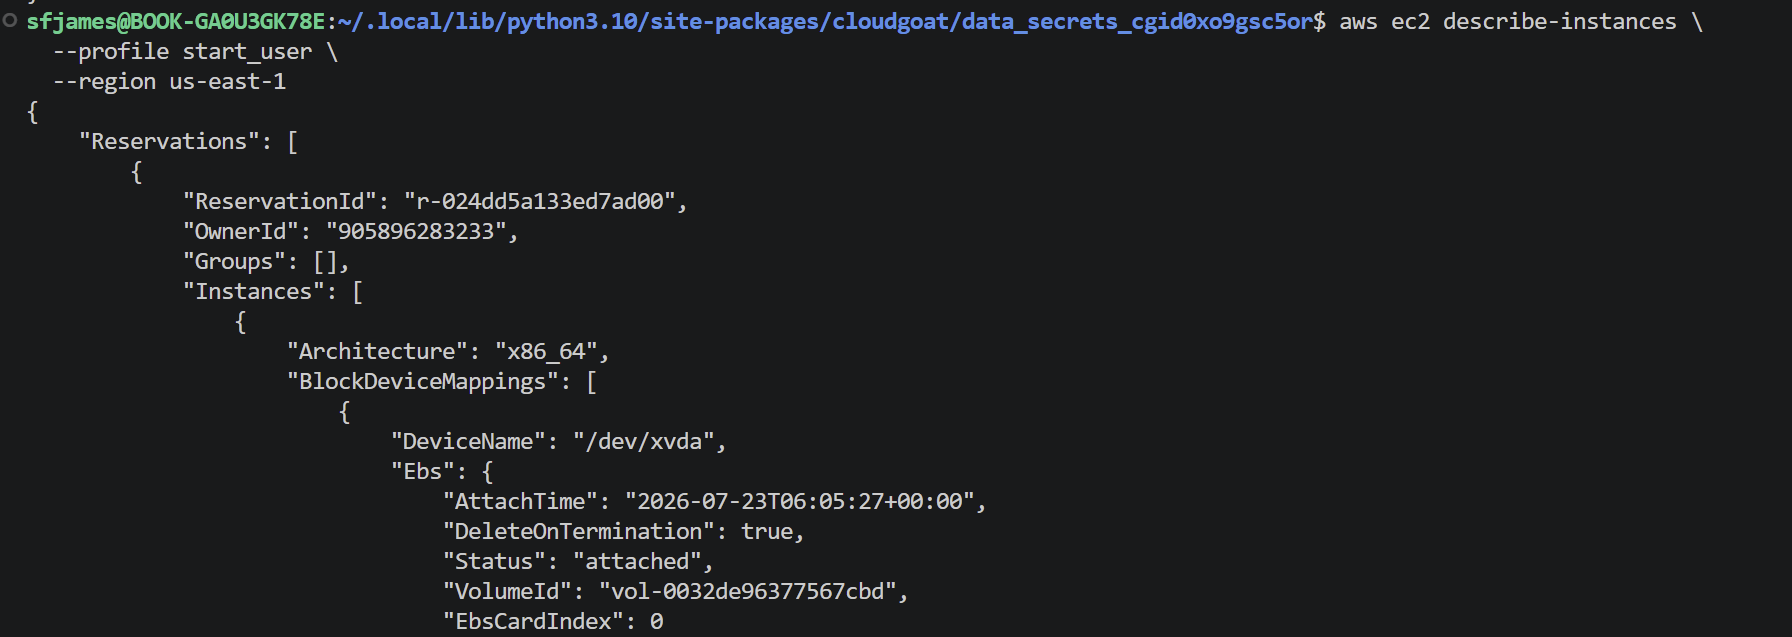 sfjames@BOOK-GA0U3GK78E:~/.local/lib/python3.10/site-packages/cloudgoat/data_secrets_cgid0xo9gsc5or$ aws ec2 describe-instances \
  --profile start_user \
  --region us-east-1
{
    "Reservations": [
        {
            "ReservationId": "r-024dd5a133ed7ad00",
            "OwnerId": "905896283233",
            "Groups": [],
            "Instances": [
                {
                    "Architecture": "x86_64",
                    "BlockDeviceMappings": [
                        {
                            "DeviceName": "/dev/xvda",
                            "Ebs": {
                                "AttachTime": "2026-07-23T06:05:27+00:00",
                                "DeleteOnTermination": true,
                                "Status": "attached",
                                "VolumeId": "vol-0032de96377567cbd",
                                "EbsCardIndex": 0